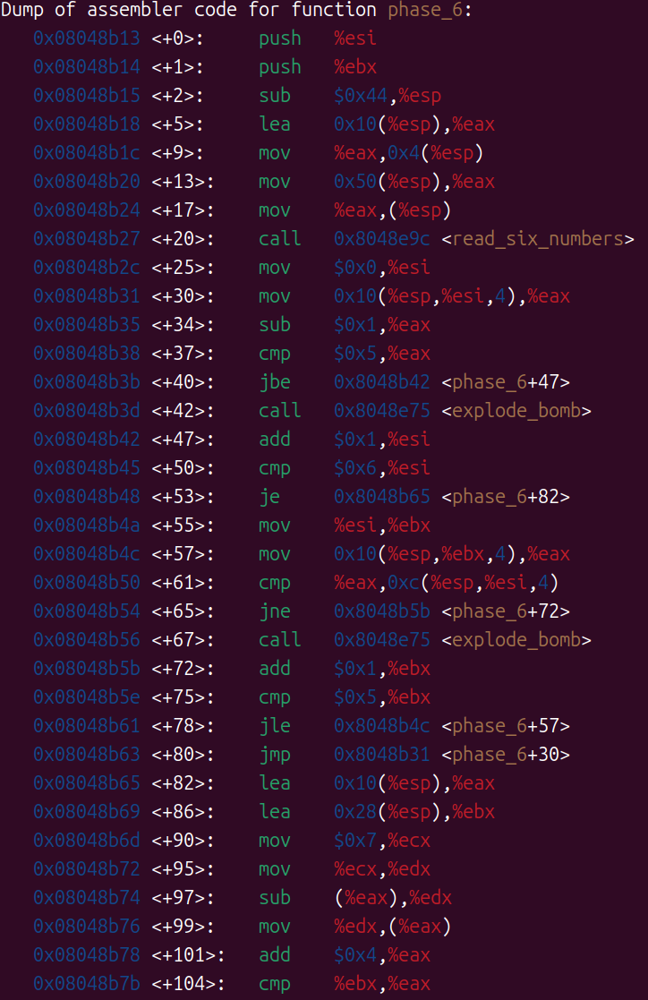 Dump of assembler code for function phase_6:
0x08048b13 <+0>: push %esi
0x08048b14 <+1>: push %ebx
0x08048b15 <+2>: sub $0x44,%esp
0x08048b18 <+5>: lea 0x10(%esp),%eax
0x08048b1c <+9>: mov %eax,0x4(%esp)
0x08048b20 <+13>: mov 0x50(%esp),%eax
0x08048b24 <+17>: mov %eax,(%esp)
0x08048b27 <+20>: call 0x8048e9c <read_six_numbers>
0x08048b2c <+25>: mov $0x0,%esi
0x08048b31 <+30>: mov 0x10(%esp,%esi,4),%eax
0x08048b35 <+34>: sub $0x1,%eax
0x08048b38 <+37>: cmp $0x5,%eax
0x08048b3b <+40>: jbe 0x8048b42 <phase_6+47>
0x08048b3d <+42>: call 0x8048e75 <explode_bomb>
0x08048b42 <+47>: add $0x1,%esi
0x08048b45 <+50>: cmp $0x6,%esi
0x08048b48 <+53>: je 0x8048b65 <phase_6+82>
0x08048b4a <+55>: mov %esi,%ebx
0x08048b4c <+57>: mov 0x10(%esp,%ebx,4),%eax
0x08048b50 <+61>: cmp %eax,0xc(%esp,%esi,4)
0x08048b54 <+65>: jne 0x8048b5b <phase_6+72>
0x08048b56 <+67>: call 0x8048e75 <explode_bomb>
0x08048b5b <+72>: add $0x1,%ebx
0x08048b5e <+75>: cmp $0x5,%ebx
0x08048b61 <+78>: jle 0x8048b4c <phase_6+57>
0x08048b63 <+80>: jmp 0x8048b31 <phase_6+30>
0x08048b65 <+82>: lea 0x10(%esp),%eax
0x08048b69 <+86>: lea 0x28(%esp),%ebx
0x08048b6d <+90>: mov $0x7,%ecx
0x08048b72 <+95>: mov %ecx,%edx
0x08048b74 <+97>: sub (%eax),%edx
0x08048b76 <+99>: mov %edx,(%eax)
0x08048b78 <+101>: add $0x4,%eax
0x08048b7b <+104>: cmp %ebx,%eax